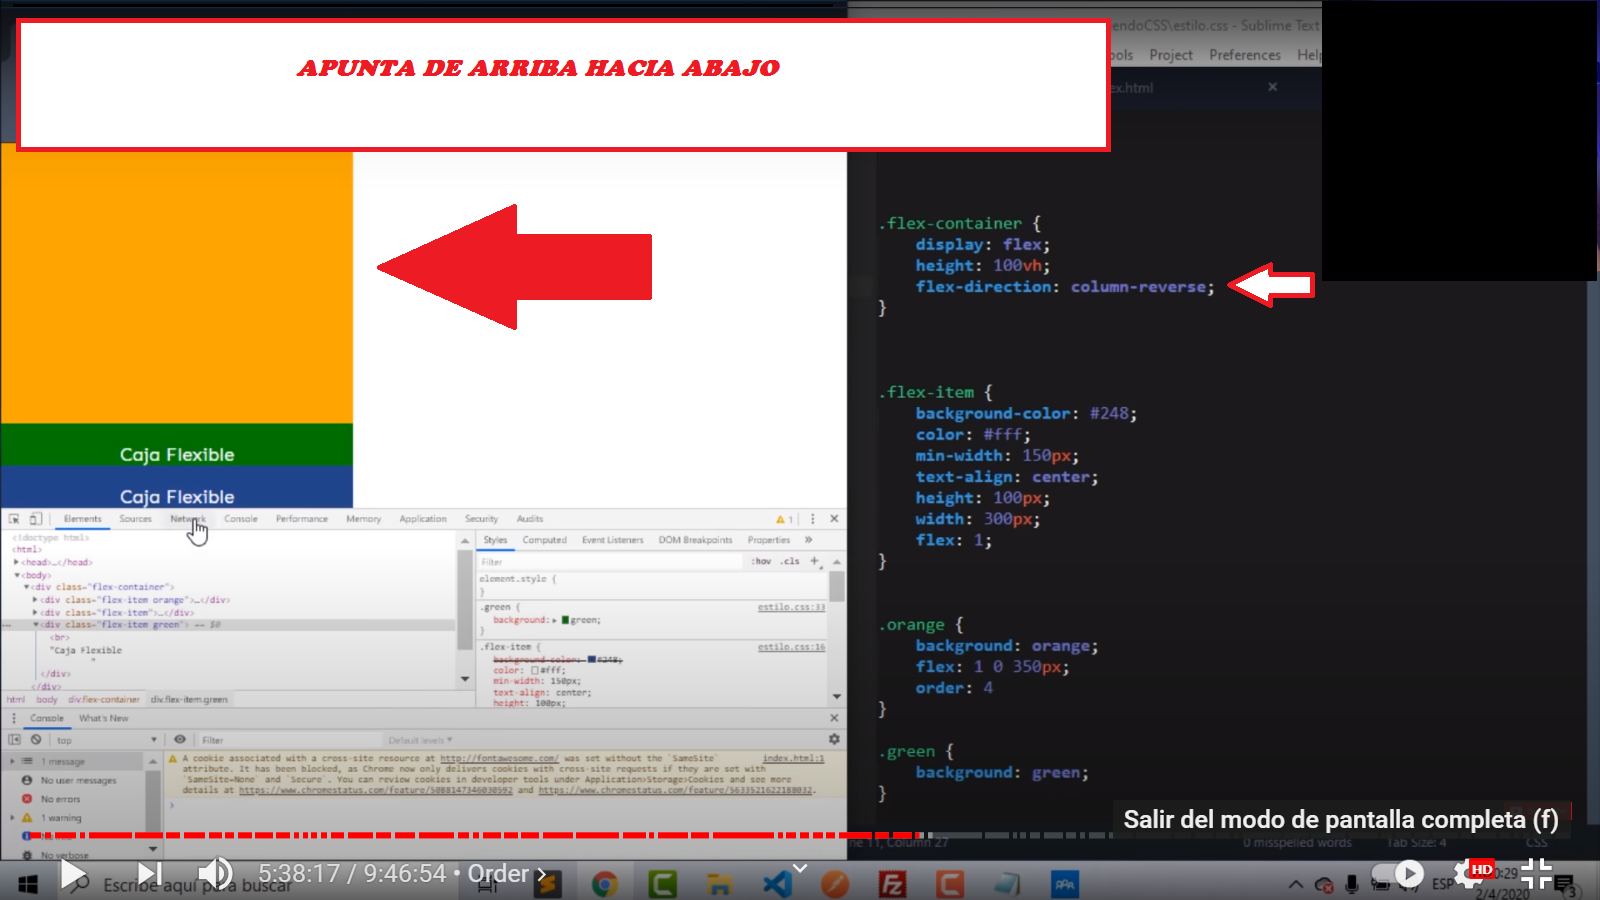 APUNTA DE ARRIBA HACIA ABAJO
endoCSS\estilo.css - Sublime Text
ools Project Preferences Help
ex.html
.flex-container {
display: flex;
height: 100vh;
flex-direction: column-reverse;
}
.flex-item {
background-color: #248;
color: #fff;
min-width: 150px;
text-align: center;
height: 100px;
width: 300px;
flex: 1;
}
.orange {
background: orange;
flex: 1 0 350px;
order: 4
}
.green {
background: green;
}
Caja Flexible
Caja Flexible
Elements Sources Network Console Performance Memory Application Security Audits 1
<!doctype html>
<html>
<head>…</head>
<body>
<div class="flex-container">
<div class="flex-item orange">…</div>
<div class="flex-item">…</div>
<div class="flex-item green"> == $0
<br>
"Caja Flexible
"
</div>
</div>
html body div.flex-container div.flex-item.green
Styles Computed Event Listeners DOM Breakpoints Properties »
Filter :hov .cls +
element.style {
}
.green { estilo.css:33
background: green;
}
.flex-item { estilo.css:16
background-color: #248;
color: #fff;
min-width: 150px;
text-align: center;
height: 100px;
Console What's New
top Filter Default levels
1 message
No user messages
No errors
1 warning
No verbose
A cookie associated with a cross-site resource at http://fontawesome.com/ was set without the `SameSite` index.html:1
attribute. It has been blocked, as Chrome now only delivers cookies with cross-site requests if they are set with
`SameSite=None` and `Secure`. You can review cookies in developer tools under Application>Storage>Cookies and see more
details at https://www.chromestatus.com/feature/5088147346030592 and https://www.chromestatus.com/feature/5633521622188032.
Salir del modo de pantalla completa (f)
ne 11, Column 27 0 misspelled words Tab Size: 4 CSS
5:38:17 / 9:46:54 • Order
Escribe aquí para buscar
HD
ESP
0:29
2/4/2020
3